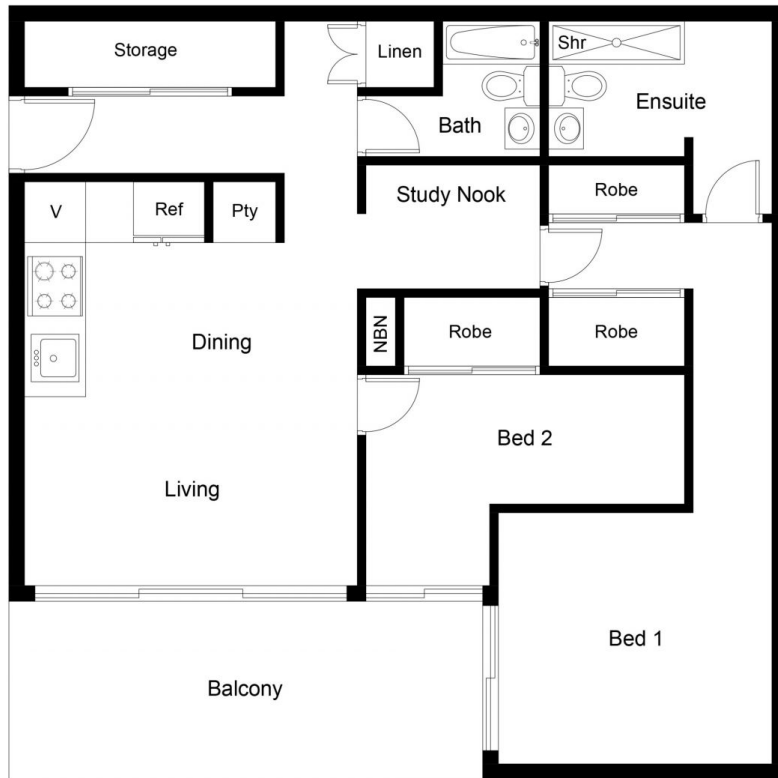 Storage
Linen
Shr
Bath
Ensuite
V
Ref
Pty
Study Nook
Robe
NBN
Robe
Robe
Dining
Bed 2
Living
Bed 1
Balcony